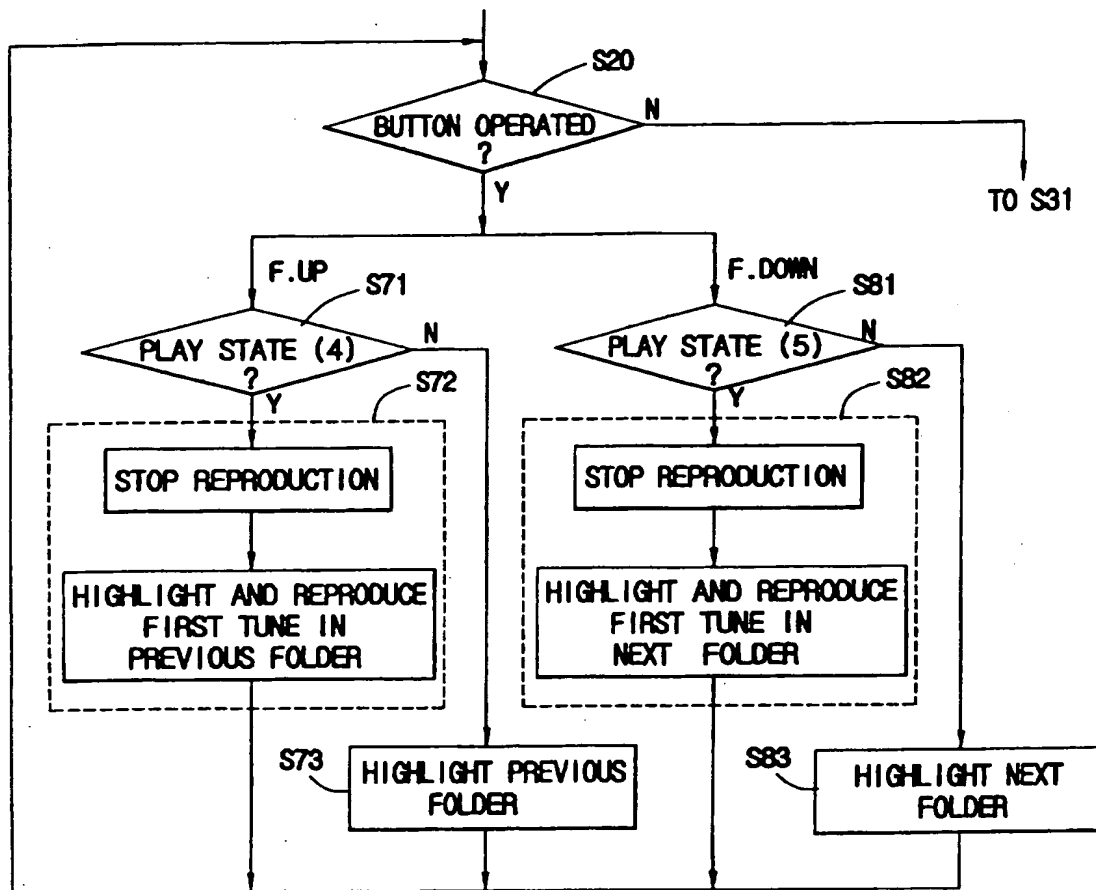 S20
N
BUTTON OPERATED
?
Y
TO S31
F.UP
F.DOWN
S71
S81
PLAY STATE (4)
?
N
PLAY STATE (5)
?
N
S72
S82
Y
Y
STOP REPRODUCTION
STOP REPRODUCTION
HIGHLIGHT AND REPRODUCE
FIRST TUNE IN
PREVIOUS FOLDER
HIGHLIGHT AND REPRODUCE
FIRST TUNE IN
NEXT FOLDER
S73
HIGHLIGHT PREVIOUS
FOLDER
S83
HIGHLIGHT NEXT
FOLDER